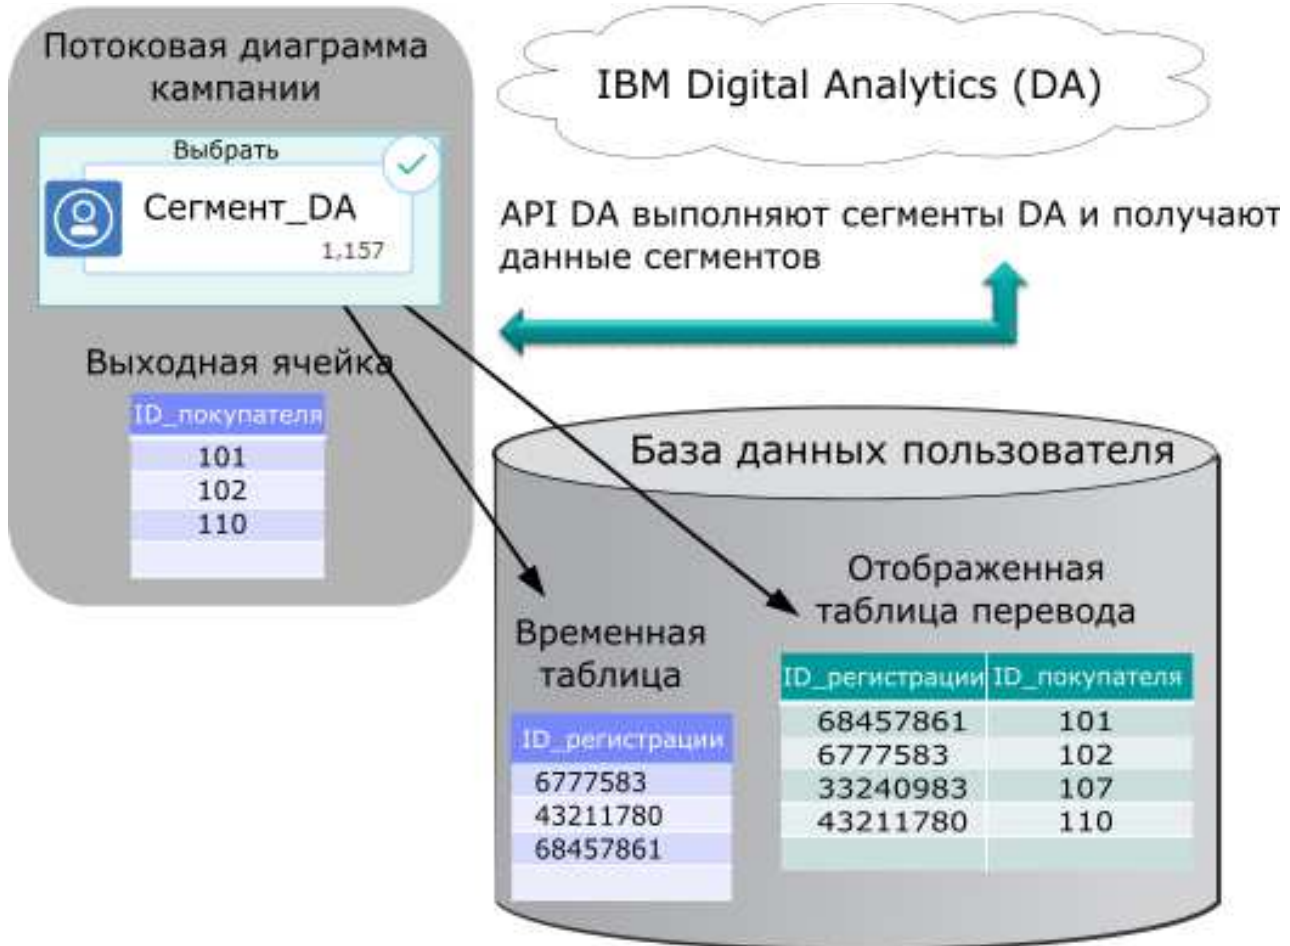 Потоковая диаграмма
кампании
Выбрать
Сегмент_DA
1,157
Выходная ячейка
ID_покупателя
101
102
110
IBM Digital Analytics (DA)
API DA выполняют сегменты DA и получают
данные сегментов
База данных пользователя
Временная
таблица
ID_регистрации
6777583
43211780
68457861
Отображенная
таблица перевода
ID_регистрации ID_покупателя
68457861 101
6777583 102
33240983 107
43211780 110